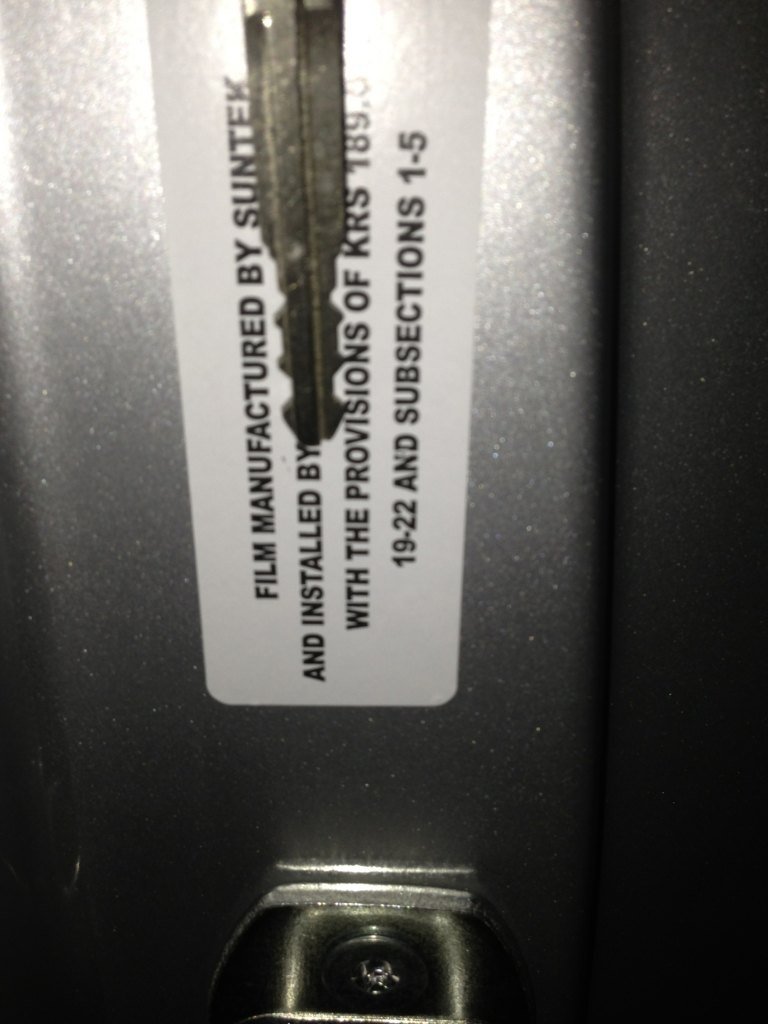 FILM MANUFACTURED BY SUNTEK
AND INSTALLED BY
WITH THE PROVISIONS OF KRS 189.
19-22 AND SUBSECTIONS 1-5